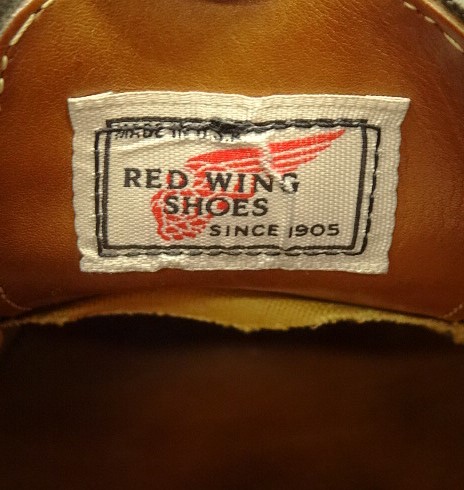 MADE IN U.S.A.
RED WING
SHOES
SINCE 1905